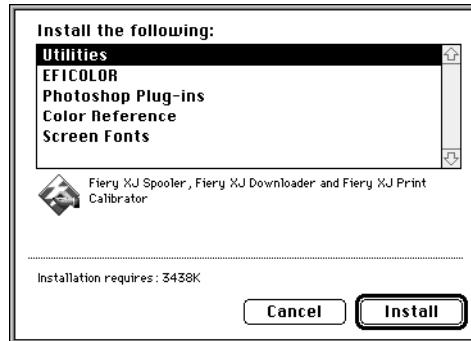 Install the following:
Utilities
EFICOLOR
Photoshop Plug-ins
Color Reference
Screen Fonts
Fiery XJ Spooler, Fiery XJ Downloader and Fiery XJ Print
Calibrator
Installation requires: 3438K
Cancel Install